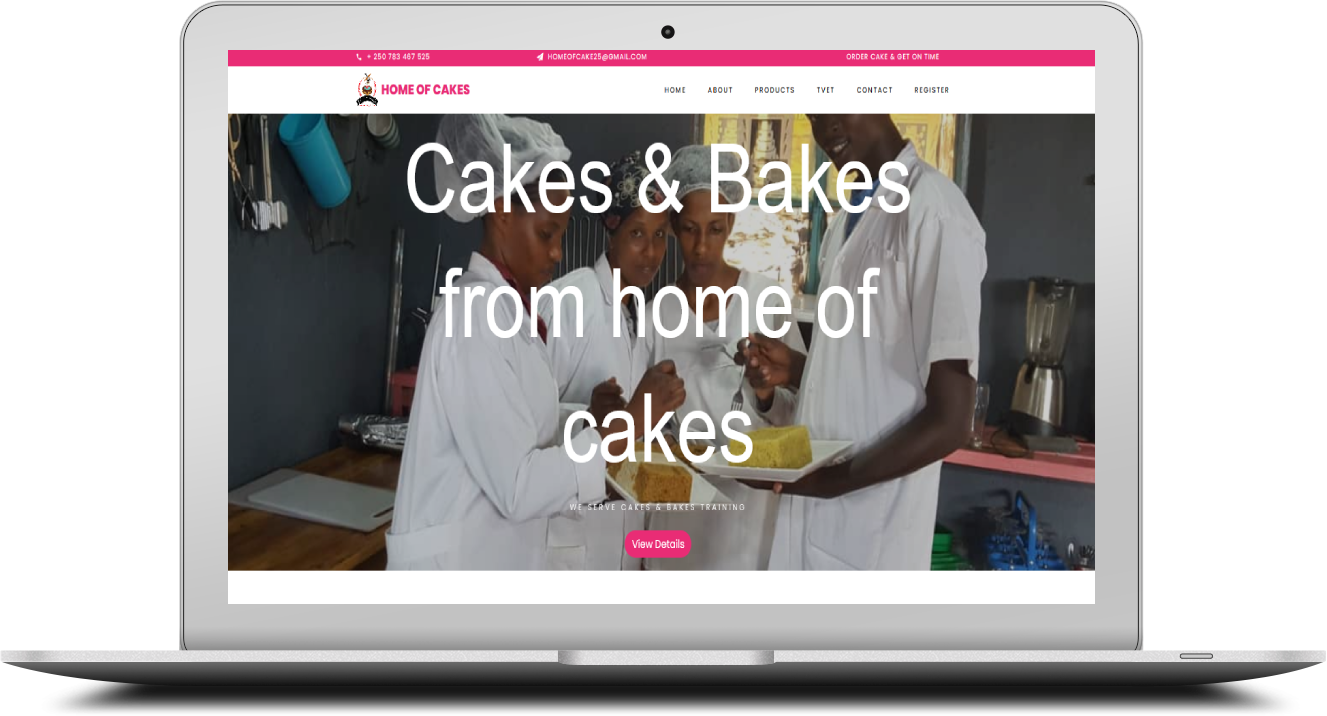 + 250 783 467 525
HOMEOFCAKE25@GMAIL.COM
ORDER CAKE & GET ON TIME
HOME OF CAKES
HOME
ABOUT
PRODUCTS
TVET
CONTACT
REGISTER
Cakes & Bakes
from home of
cakes
WE SERVE CAKES & BAKES TRAINING
View Details